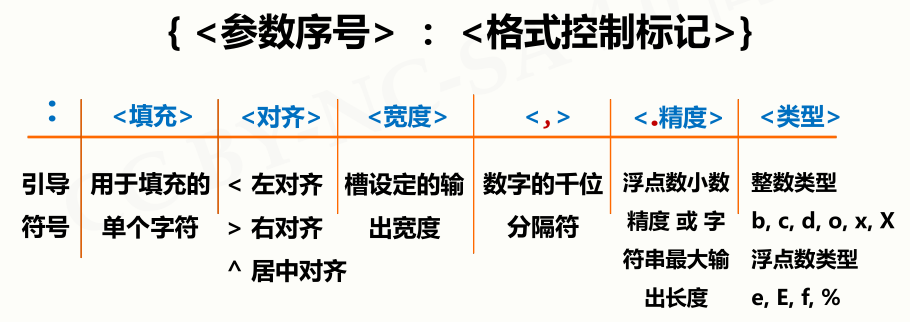 { <参数序号> : <格式控制标记>}
: <填充> <对齐> <宽度> <,> <.精度> <类型>
引导 用于填充的 < 左对齐 槽设定的输 数字的千位 浮点数小数 整数类型
符号 单个字符 > 右对齐 出宽度 分隔符 精度 或 字 b, c, d, o, x, X
^ 居中对齐 符串最大输 浮点数类型
出长度 e, E, f, %
CC BY-NC-SA